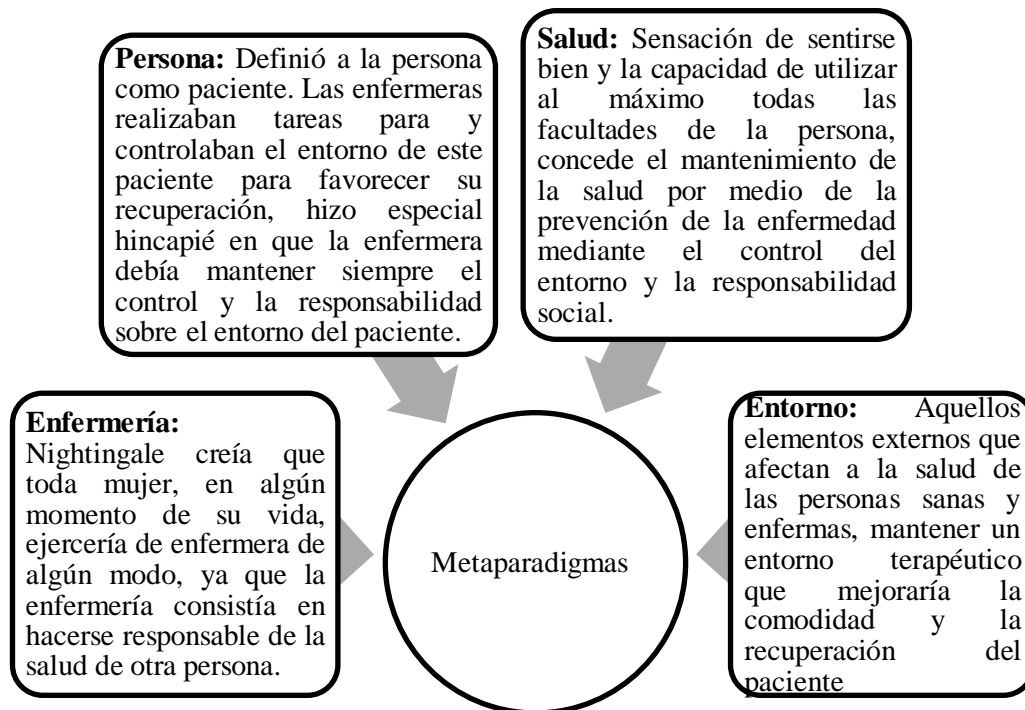 Persona: Definió a la persona
como paciente. Las enfermeras
realizaban tareas para y
controlaban el entorno de este
paciente para favorecer su
recuperación, hizo especial
hincapié en que la enfermera
debía mantener siempre el
control y la responsabilidad
sobre el entorno del paciente.
Salud: Sensación de sentirse
bien y la capacidad de utilizar
al máximo todas las
facultades de la persona,
concede el mantenimiento de
la salud por medio de la
prevención de la enfermedad
mediante el control del
entorno y la responsabilidad
social.
Enfermería:
Nightingale creía que
toda mujer, en algún
momento de su vida,
ejercería de enfermera de
algún modo, ya que la
enfermería consistía en
hacerse responsable de la
salud de otra persona.
Metaparadigmas
Entorno: Aquellos
elementos externos que
afectan a la salud de
las personas sanas y
enfermas, mantener un
entorno terapéutico
que mejoraría la
comodidad y la
recuperación del
paciente